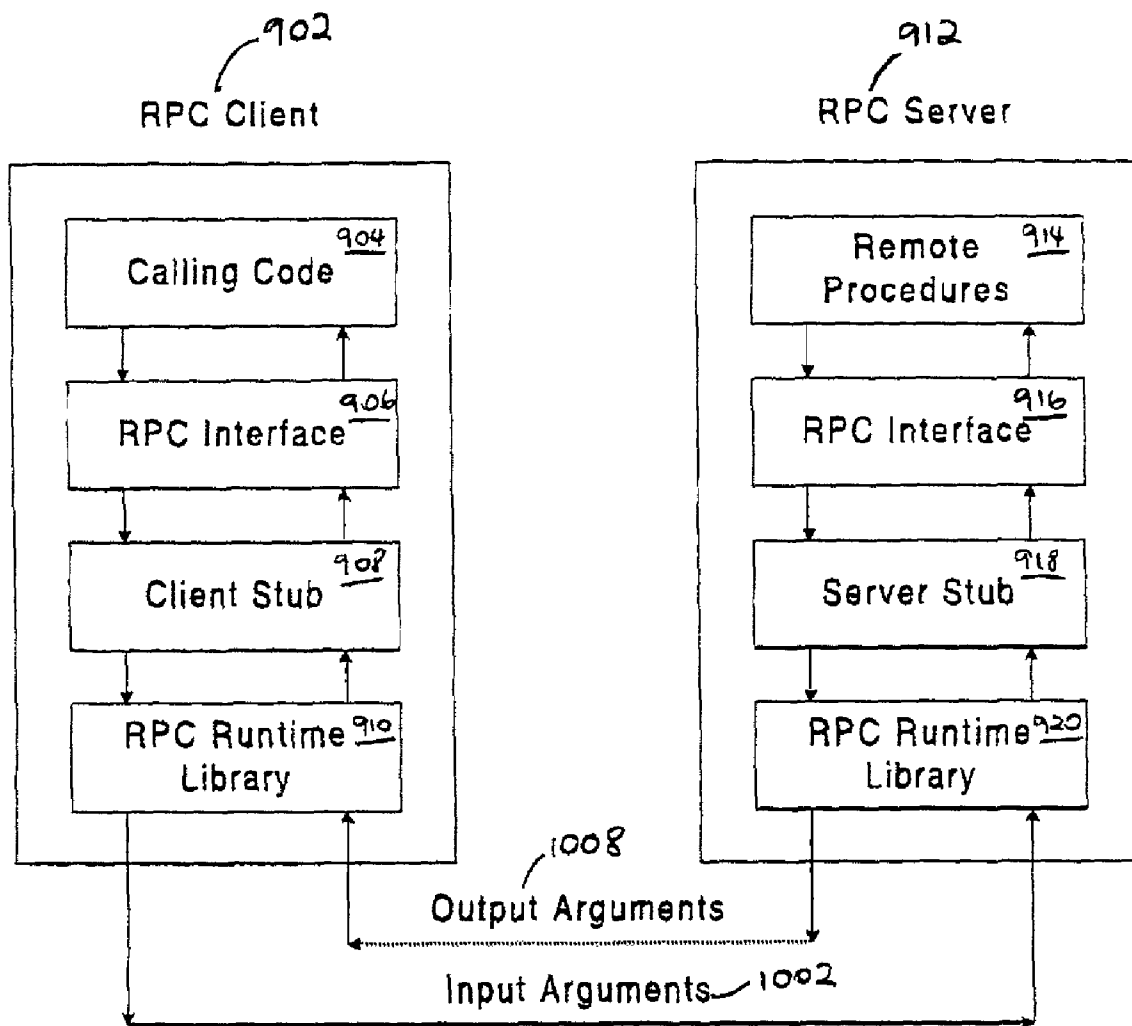 902
RPC Client
904
Calling Code
906
RPC Interface
908
Client Stub
RPC Runtime 910
Library
912
RPC Server
Remote 914
Procedures
916
RPC Interface
918
Server Stub
RPC Runtime 920
Library
1008
Output Arguments
Input Arguments 1002